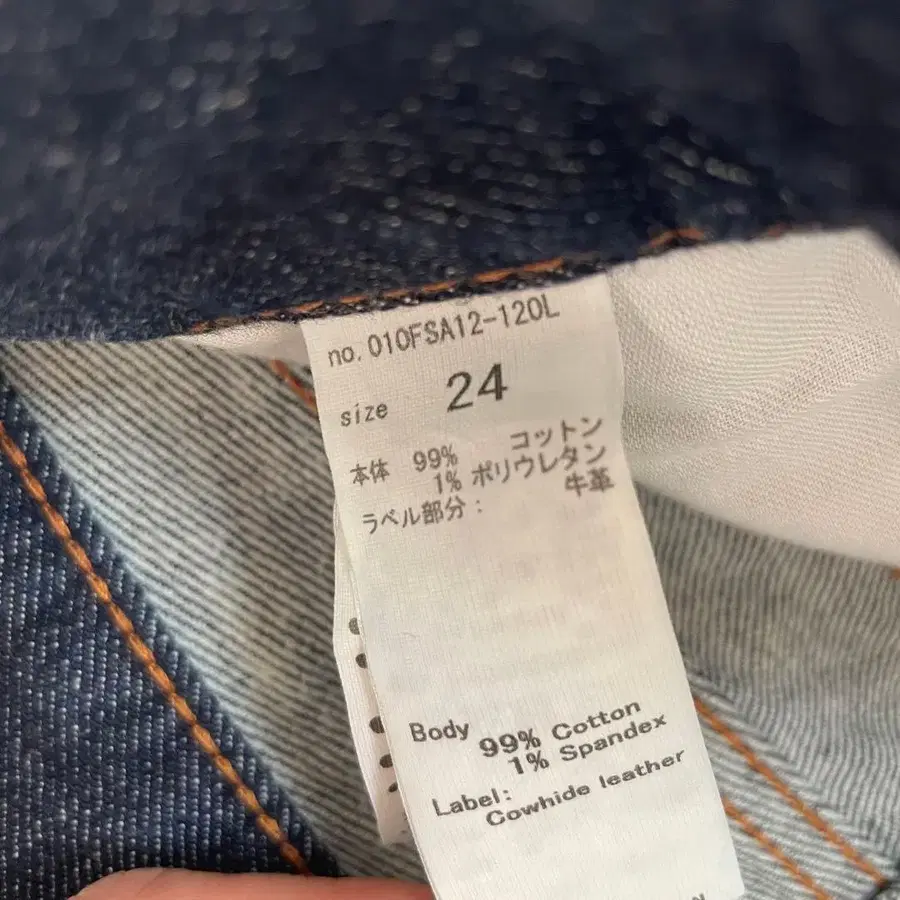 no. 010FSA12-120L
size 24
本体 99% コットン
1% ポリウレタン
ラベル部分： 牛革
Body 99% Cotton
1% Spandex
Label:
Cowhide leather